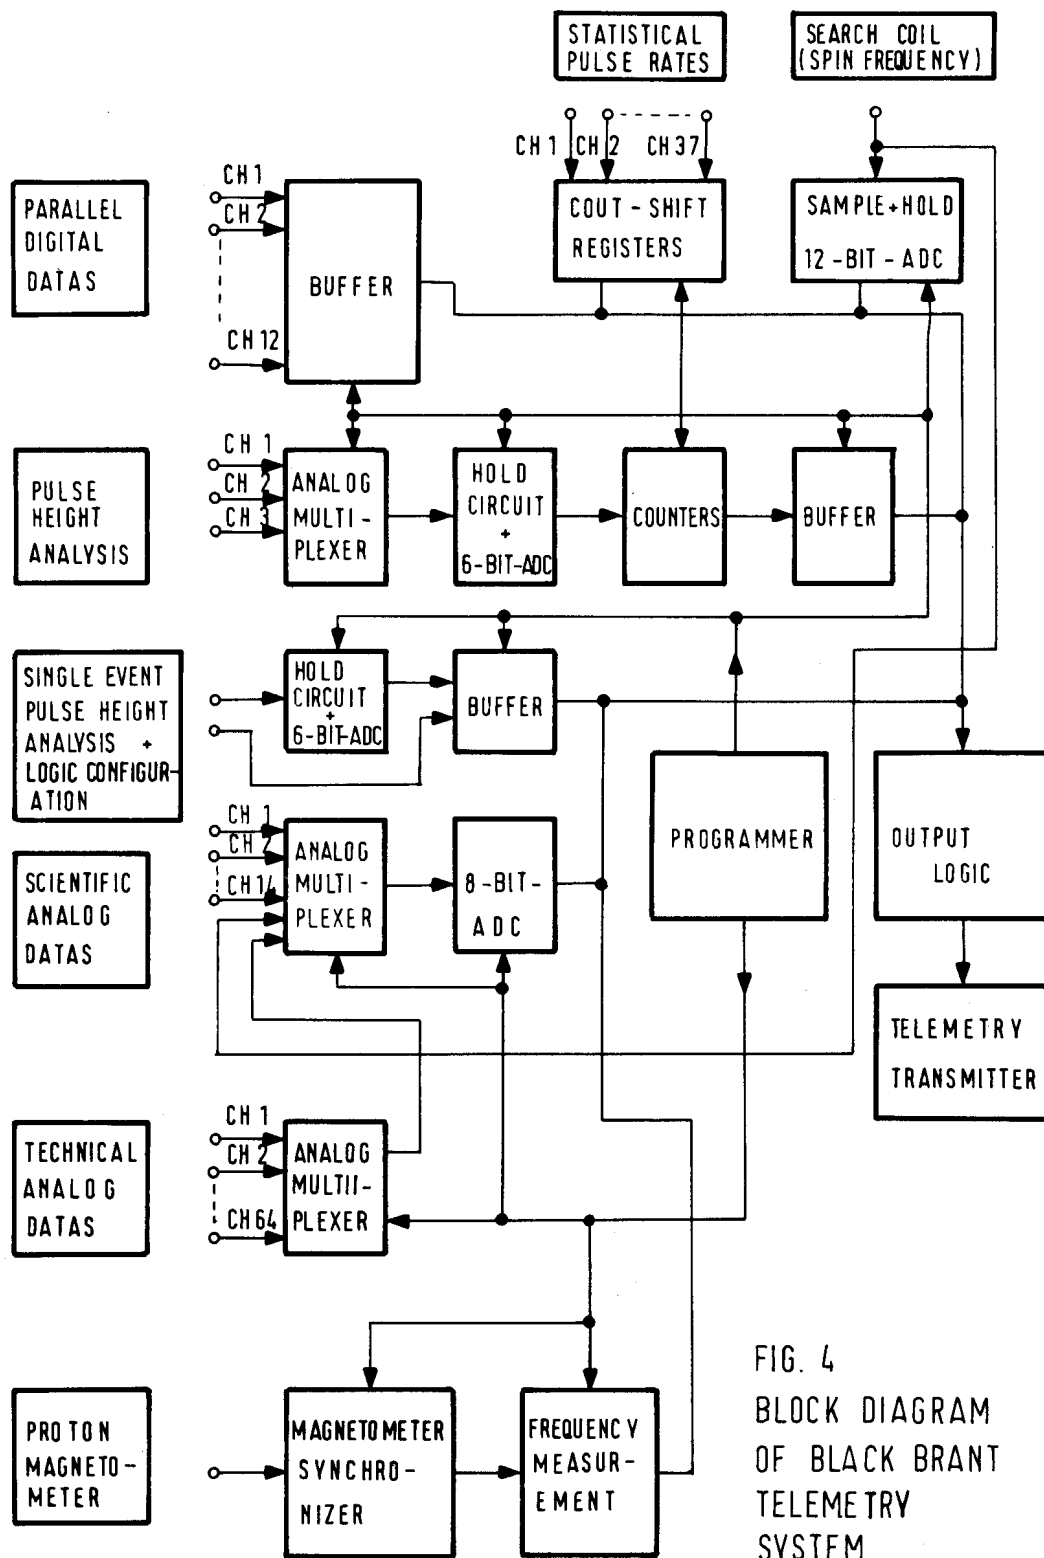 STATISTICAL
PULSE RATES
SEARCH COIL
(SPIN FREQUENCY)
CH 1
CH 2
CH 37
PARALLEL
DIGITAL
DATAS
CH 1
CH 2
CH 12
BUFFER
COUT-SHIFT
REGISTERS
SAMPLE+HOLD
12-BIT-ADC
PULSE
HEIGHT
ANALYSIS
CH 1
CH 2
CH 3
ANALOG
MULTI-
PLEXER
HOLD
CIRCUIT
+
6-BIT-ADC
COUNTERS
BUFFER
SINGLE EVENT
PULSE HEIGHT
ANALYSIS +
LOGIC CONFIGUR-
ATION
HOLD
CIRCUIT
+
6-BIT-ADC
BUFFER
PROGRAMMER
OUTPUT
LOGIC
SCIENTIFIC
ANALOG
DATAS
CH 1
CH 2
CH 14
ANALOG
MULTI-
PLEXER
8-BIT-
ADC
TELEMETRY
TRANSMITTER
TECHNICAL
ANALOG
DATAS
CH 1
CH 2
CH 64
ANALOG
MULTII-
PLEXER
PROTON
MAGNETO-
METER
MAGNETOMETER
SYNCHRO-
NIZER
FREQUENCY
MEASUR-
EMENT
FIG. 4
BLOCK DIAGRAM
OF BLACK BRANT
TELEMETRY
SYSTEM